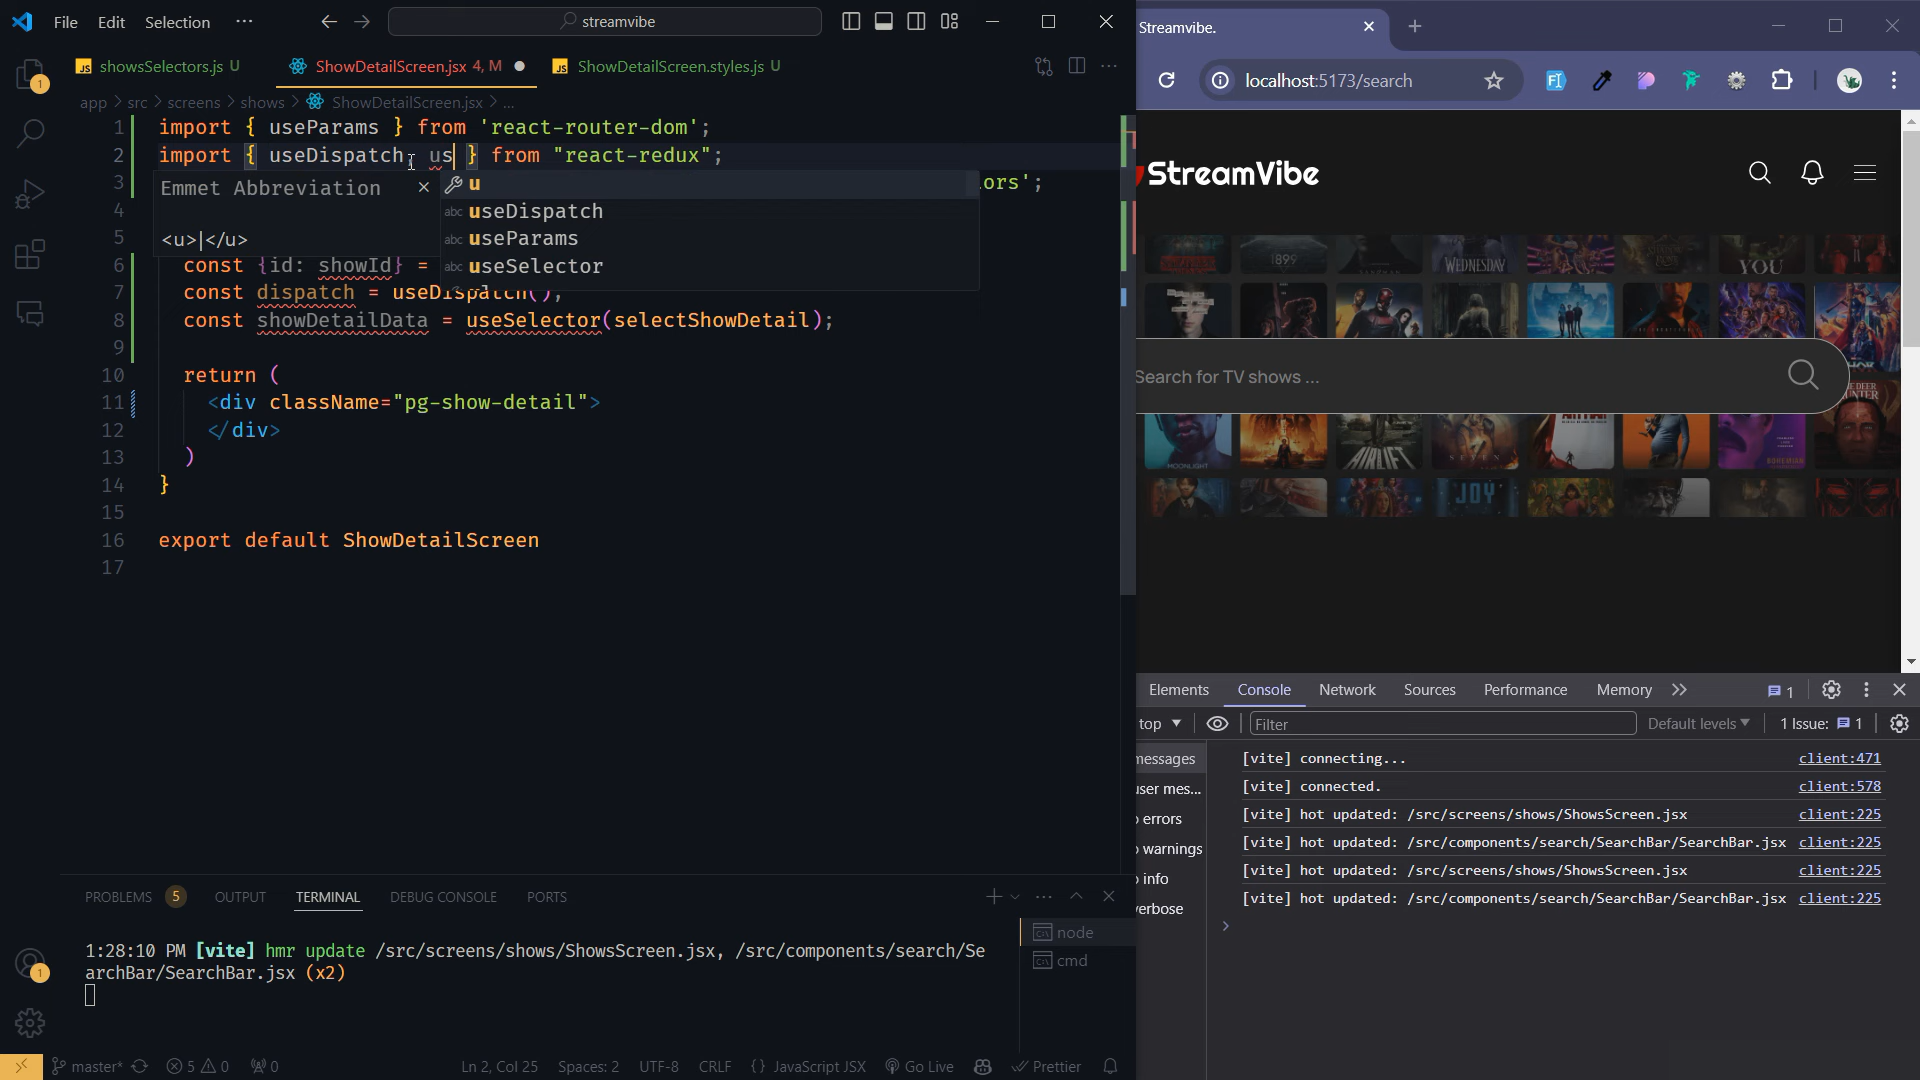 File Edit Selection ···
streamvibe
showsSelectors.js U
ShowDetailScreen.jsx 4, M
ShowDetailScreen.styles.js U
app > src > screens > shows > ShowDetailScreen.jsx > ...
1 import { useParams } from 'react-router-dom';
2 import { useDispatch, us } from "react-redux";
3 ors';
Emmet Abbreviation
<u>|</u>
u
useDispatch
useParams
useSelector
4
5
6 const {id: showId} =
7 const dispatch = useDispatch();
8 const showDetailData = useSelector(selectShowDetail);
9
10 return (
11 <div className="pg-show-detail">
12 </div>
13 )
14 }
15
16 export default ShowDetailScreen
17
PROBLEMS 5 OUTPUT TERMINAL DEBUG CONSOLE PORTS
1:28:10 PM [vite] hmr update /src/screens/shows/ShowsScreen.jsx, /src/components/search/Se
archBar/SearchBar.jsx (x2)
node
cmd
master* 5 0 0 Ln 2, Col 25 Spaces: 2 UTF-8 CRLF {} JavaScript JSX Go Live Prettier
Streamvibe.
localhost:5173/search
StreamVibe
1899
WEDNESDAY
YOU
Search for TV shows ...
MOONLIGHT
AIRLIFT
SEVEN
BOHEMIAN
JOY
Elements Console Network Sources Performance Memory 1
top Filter Default levels 1 Issue: 1
messages
user mes...
errors
warnings
info
verbose
[vite] connecting... client:471
[vite] connected. client:578
[vite] hot updated: /src/screens/shows/ShowsScreen.jsx client:225
[vite] hot updated: /src/components/search/SearchBar/SearchBar.jsx client:225
[vite] hot updated: /src/screens/shows/ShowsScreen.jsx client:225
[vite] hot updated: /src/components/search/SearchBar/SearchBar.jsx client:225